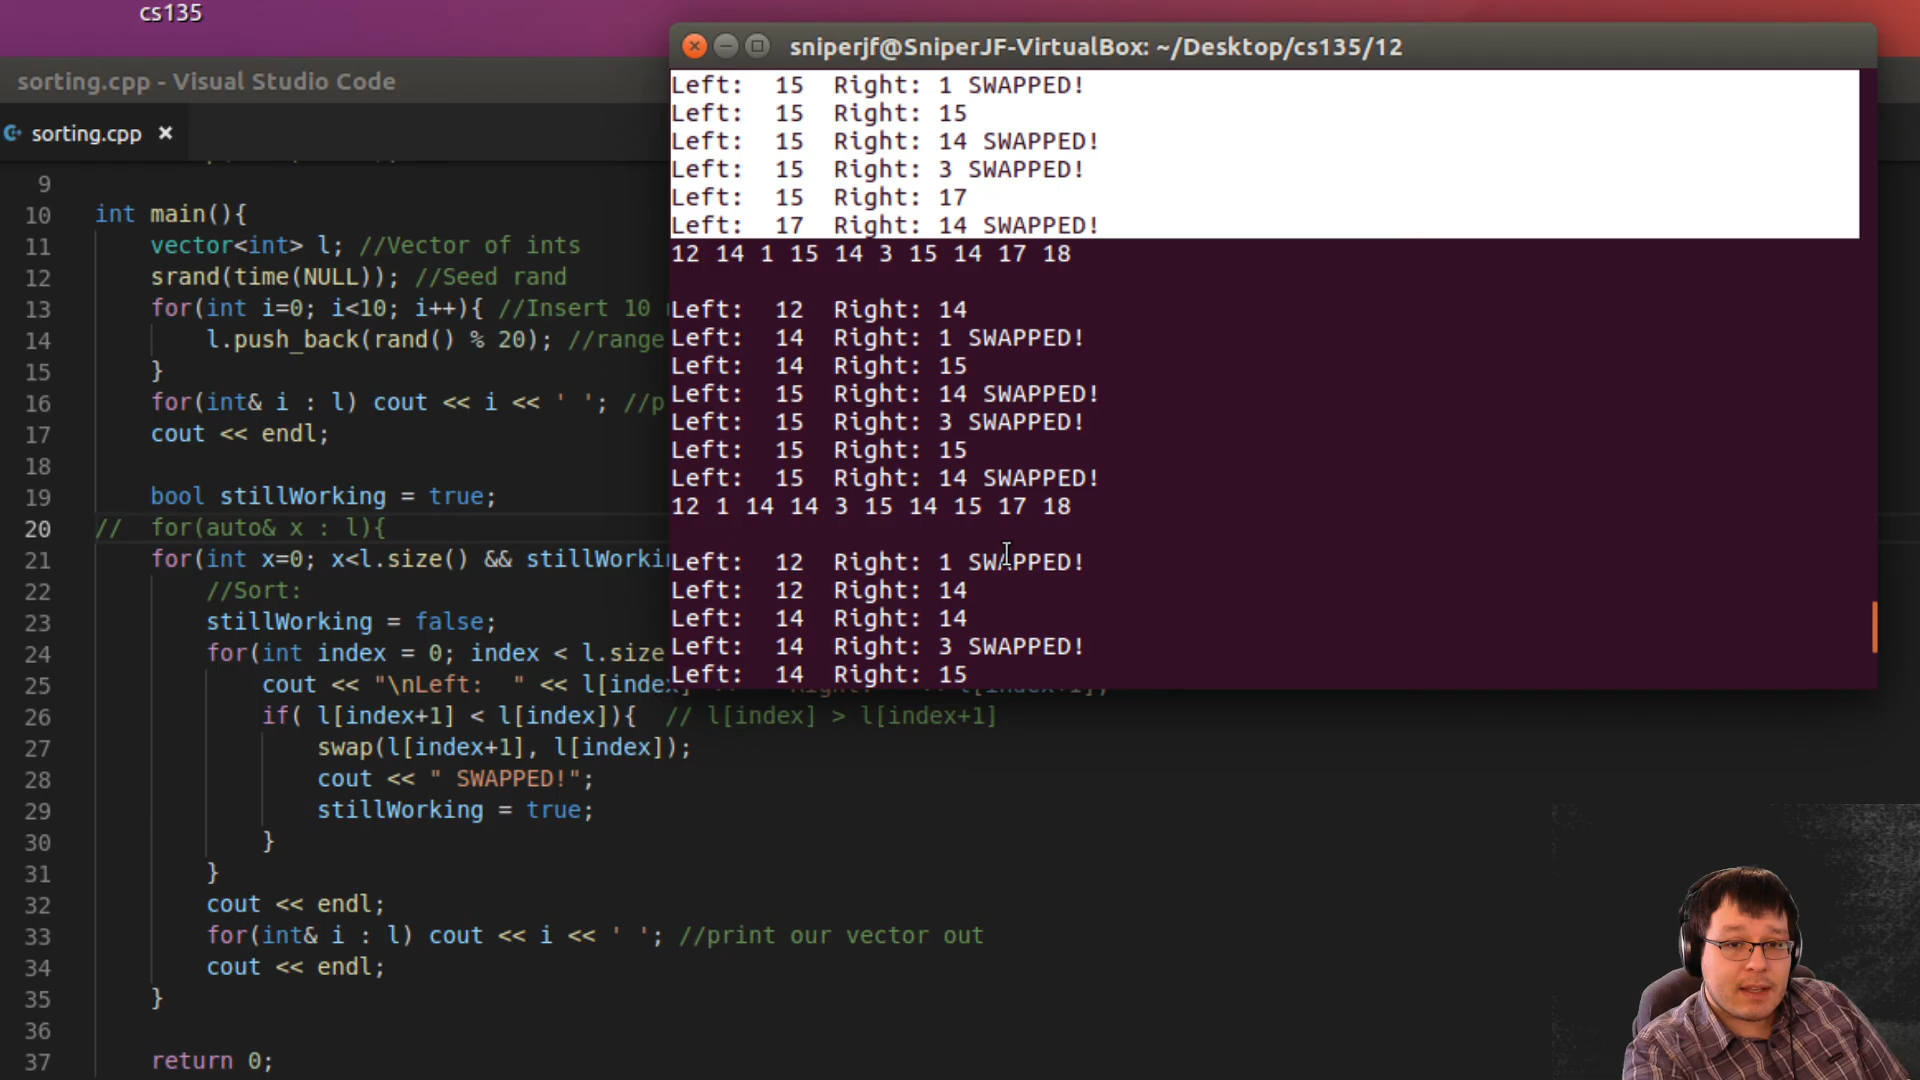 cs135
sorting.cpp - Visual Studio Code
sorting.cpp ×
9
10 int main(){
11 vector<int> l; //Vector of ints
12 srand(time(NULL)); //Seed rand
13 for(int i=0; i<10; i++){ //Insert 10
14 l.push_back(rand() % 20); //range
15 }
16 for(int& i : l) cout << i << ' '; //p
17 cout << endl;
18
19 bool stillWorking = true;
20 // for(auto& x : l){
21 for(int x=0; x<l.size() && stillWorkin
22 //Sort:
23 stillWorking = false;
24 for(int index = 0; index < l.size
25 cout << "\nLeft:  " << l[index]
26 if( l[index+1] < l[index]){ // l[index] > l[index+1]
27 swap(l[index+1], l[index]);
28 cout << " SWAPPED!";
29 stillWorking = true;
30 }
31 }
32 cout << endl;
33 for(int& i : l) cout << i << ' '; //print our vector out
34 cout << endl;
35 }
36
37 return 0;
sniperjf@SniperJF-VirtualBox: ~/Desktop/cs135/12
Left:  15  Right: 1 SWAPPED!
Left:  15  Right: 15
Left:  15  Right: 14 SWAPPED!
Left:  15  Right: 3 SWAPPED!
Left:  15  Right: 17
Left:  17  Right: 14 SWAPPED!
12 14 1 15 14 3 15 14 17 18
Left:  12  Right: 14
Left:  14  Right: 1 SWAPPED!
Left:  14  Right: 15
Left:  15  Right: 14 SWAPPED!
Left:  15  Right: 3 SWAPPED!
Left:  15  Right: 15
Left:  15  Right: 14 SWAPPED!
12 1 14 14 3 15 14 15 17 18
Left:  12  Right: 1 SWAPPED!
Left:  12  Right: 14
Left:  14  Right: 14
Left:  14  Right: 3 SWAPPED!
Left:  14  Right: 15